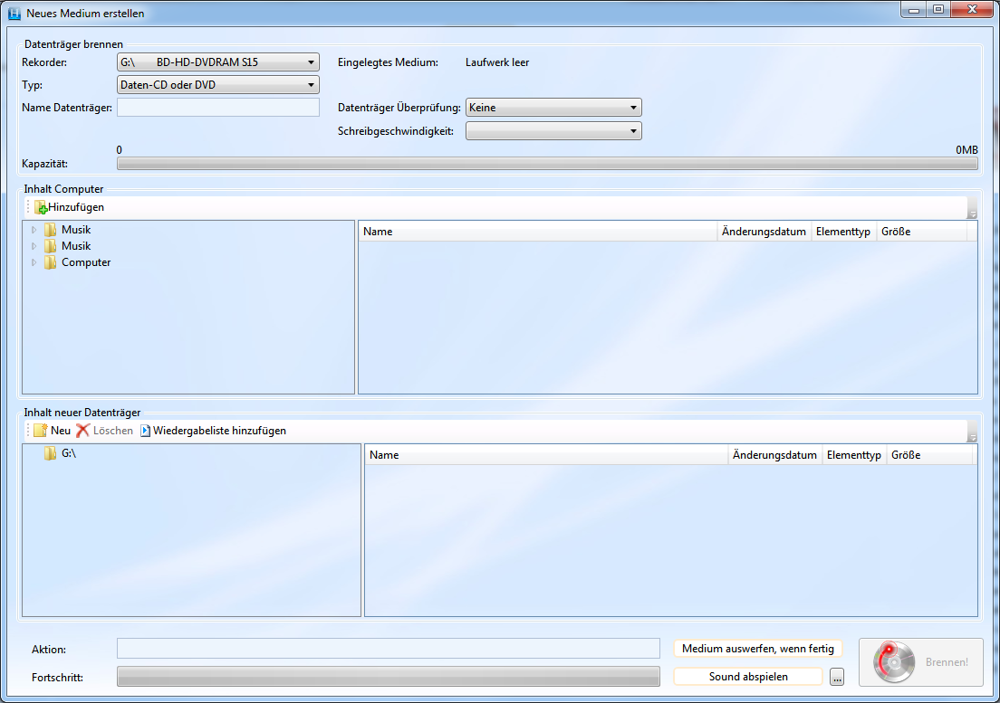 Neues Medium erstellen
Datenträger brennen
Rekorder: G:\ BD-HD-DVDRAM S15 Eingelegtes Medium: Laufwerk leer
Typ: Daten-CD oder DVD
Name Datenträger: Datenträger Überprüfung: Keine
Schreibgeschwindigkeit:
0 0MB
Kapazität:
Inhalt Computer
Hinzufügen
Musik Name Änderungsdatum Elementtyp Größe
Musik
Computer
Inhalt neuer Datenträger
Neu Löschen Wiedergabeliste hinzufügen
G:\ Name Änderungsdatum Elementtyp Größe
Aktion: Medium auswerfen, wenn fertig
Fortschritt: Sound abspielen ... Brennen!